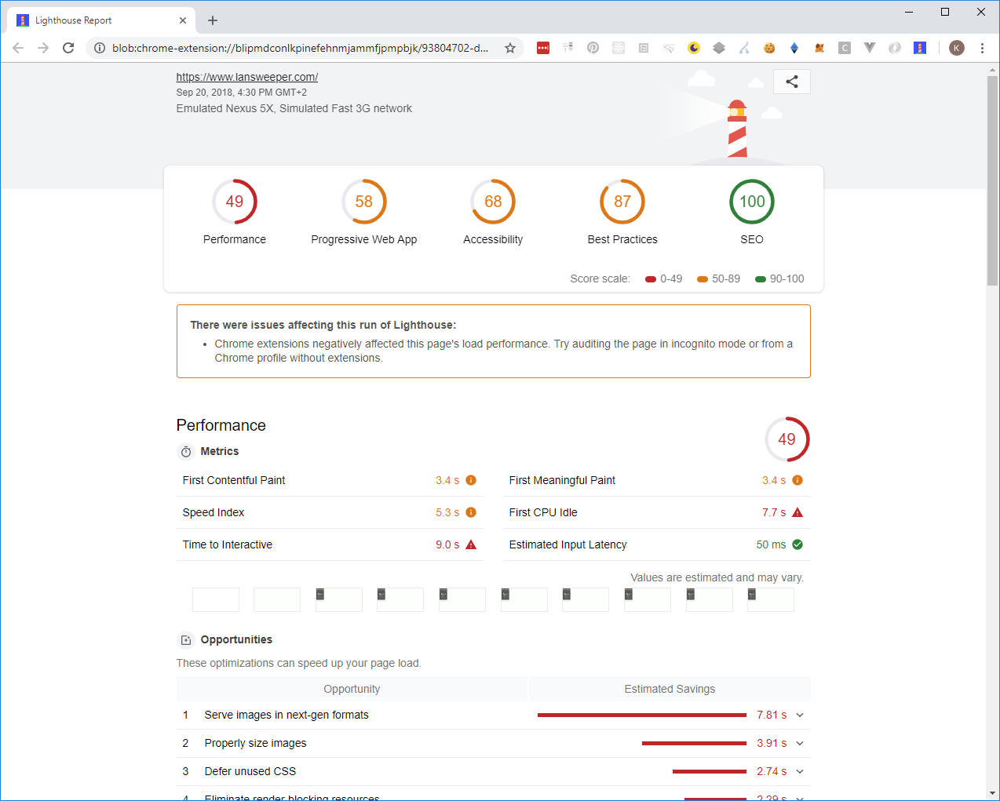 Lighthouse Report
blob:chrome-extension://blipmdconlkpinefehnmjammfjpmpbjk/93804702-d...
K
https://www.lansweeper.com/
Sep 20, 2018, 4:30 PM GMT+2
Emulated Nexus 5X, Simulated Fast 3G network
49 58 68 87 100
Performance Progressive Web App Accessibility Best Practices SEO
Score scale: 0-49 50-89 90-100
There were issues affecting this run of Lighthouse:
• Chrome extensions negatively affected this page's load performance. Try auditing the page in incognito mode or from a
Chrome profile without extensions.
Performance 49
Metrics
First Contentful Paint 3.4 s First Meaningful Paint 3.4 s
Speed Index 5.3 s First CPU Idle 7.7 s
Time to Interactive 9.0 s Estimated Input Latency 50 ms
Values are estimated and may vary.
Opportunities
These optimizations can speed up your page load.
Opportunity Estimated Savings
1 Serve images in next-gen formats 7.81 s
2 Properly size images 3.91 s
3 Defer unused CSS 2.74 s
4 Eliminate render-blocking resources 2.29 s